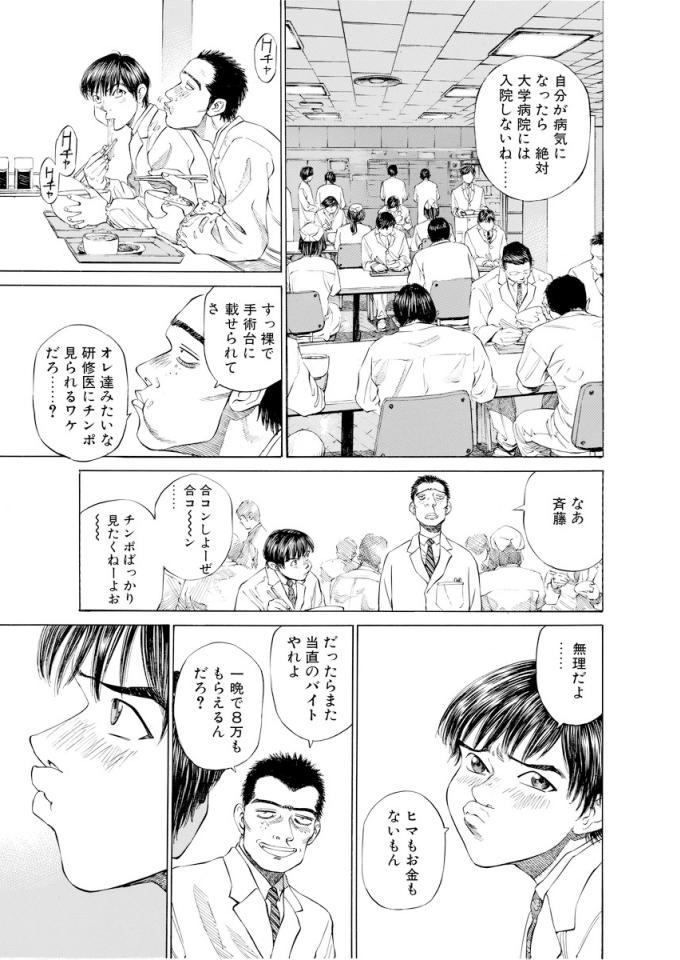 自分が病気に
なったら 絶対
大学病院には
入院しないね……
クチャ
クチャ
クチャ
すっ裸で
手術台に
載せられて
さ
オレ達みたいな
研修医にチンポ
見られるワケ
だろ……?
なあ
斉藤
合コンしよーぜ
……
合コ〜〜ン
チンポばっかり
見たくねーよお
〜〜〜
無理だよ
……
ヒマもお金も
ないもん
だったらまた
当直のバイト
やれよ
一晩で8万も
もらえるん
だろ?